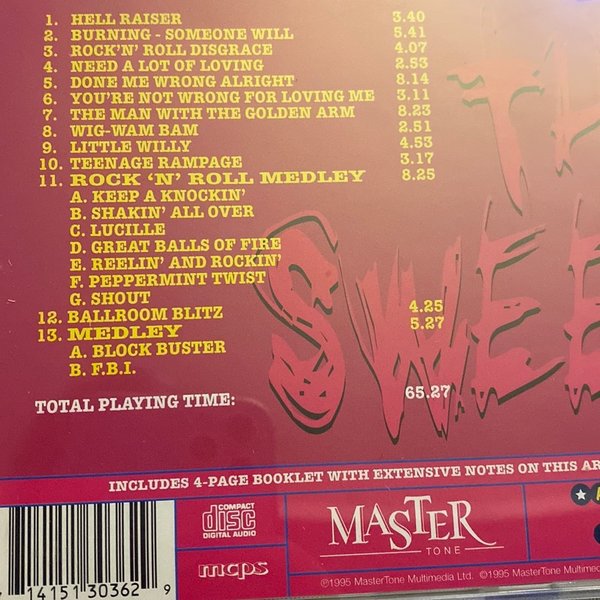 1. HELL RAISER 3.40
2. BURNING - SOMEONE WILL 5.41
3. ROCK'N' ROLL DISGRACE 4.07
4. NEED A LOT OF LOVING 2.53
5. DONE ME WRONG ALRIGHT 8.14
6. YOU'RE NOT WRONG FOR LOVING ME 3.11
7. THE MAN WITH THE GOLDEN ARM 8.23
8. WIG-WAM BAM 2.51
9. LITTLE WILLY 4.53
10. TEENAGE RAMPAGE 3.17
11. ROCK 'N' ROLL MEDLEY 8.25
A. KEEP A KNOCKIN'
B. SHAKIN' ALL OVER
C. LUCILLE
D. GREAT BALLS OF FIRE
E. REELIN' AND ROCKIN'
F. PEPPERMINT TWIST
G. SHOUT
12. BALLROOM BLITZ 4.25
13. MEDLEY 5.27
A. BLOCK BUSTER
B. F.B.I.
TOTAL PLAYING TIME: 65.27
TH
SWEE
INCLUDES 4-PAGE BOOKLET WITH EXTENSIVE NOTES ON THIS AR
COMPACT
disc
DIGITAL AUDIO
mcps
MASTER
TONE
℗1995 MasterTone Multimedia Ltd. ©1995 MasterTone Multim
14151 30362 9